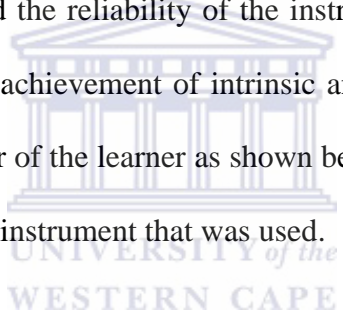 d the reliability of the instr
achievement of intrinsic a
r of the learner as shown be
instrument that was used.
UNIVERSITY of the
WESTERN CAPE